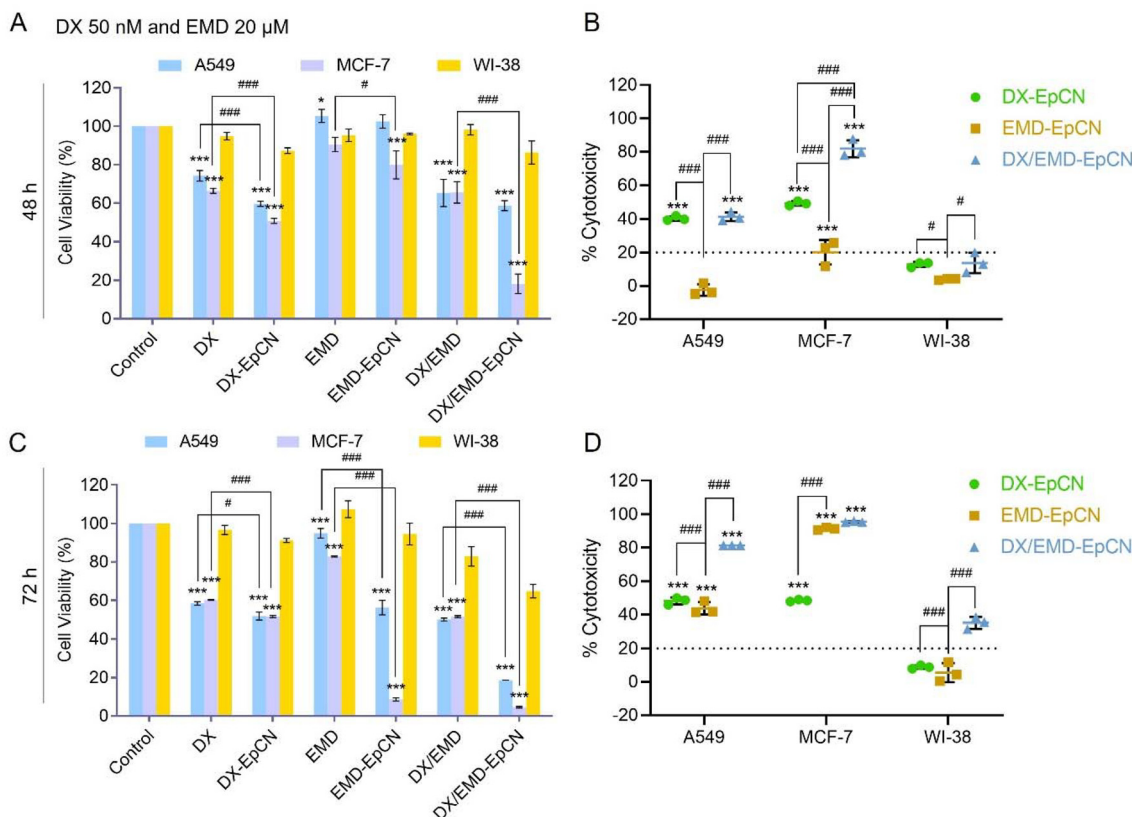 A DX 50 nM and EMD 20 µM
A549 MCF-7 WI-38
48 h
Cell Viability (%)
120
100
80
60
40
20
0
###
###
#
###
*
***
***
***
***
***
***
***
***
***
Control
DX
DX-EpCN
EMD
EMD-EpCN
DX/EMD
DX/EMD-EpCN
B
% Cytotoxicity
120
100
80
60
40
20
0
-20
DX-EpCN
EMD-EpCN
DX/EMD-EpCN
###
###
###
###
###
#
#
***
***
***
***
***
A549 MCF-7 WI-38
C
A549 MCF-7 WI-38
72 h
Cell Viability (%)
120
100
80
60
40
20
0
###
#
###
###
###
###
***
***
***
***
***
***
***
***
***
***
***
***
Control
DX
DX-EpCN
EMD
EMD-EpCN
DX/EMD
DX/EMD-EpCN
D
% Cytotoxicity
120
100
80
60
40
20
0
-20
DX-EpCN
EMD-EpCN
DX/EMD-EpCN
###
###
###
###
###
***
***
***
***
***
***
A549 MCF-7 WI-38